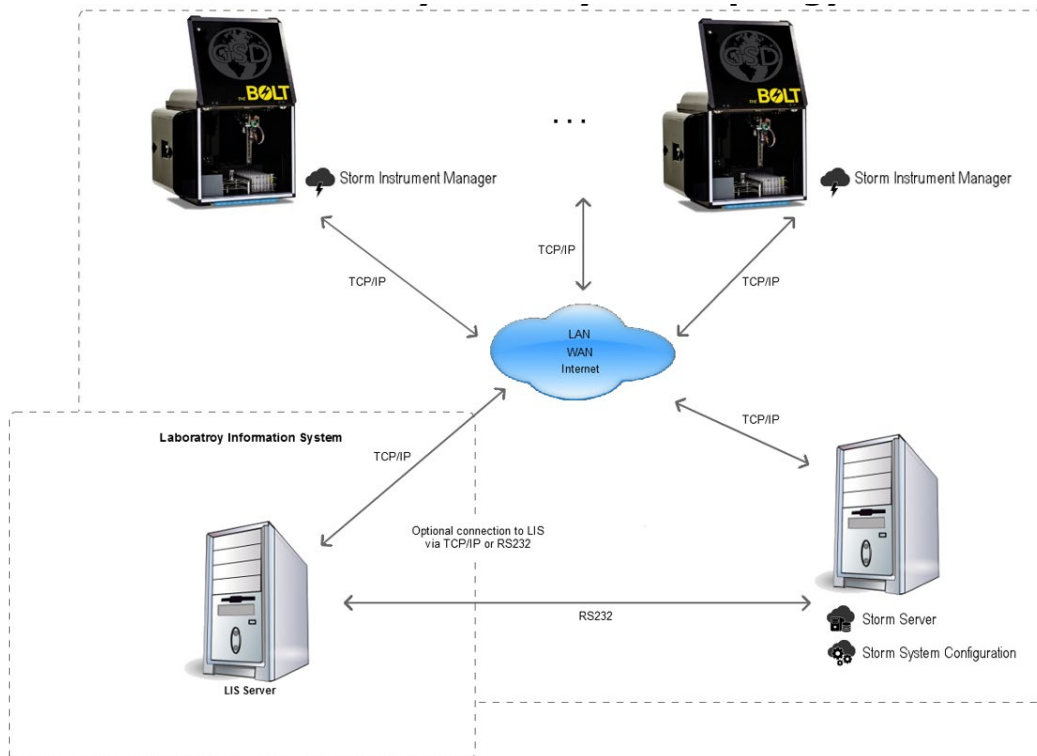 GSD
THE BOLT
GSD
THE BOLT
...
Storm Instrument Manager
Storm Instrument Manager
TCP/IP
TCP/IP
TCP/IP
LAN
WAN
Internet
TCP/IP
Laboratroy Information System
TCP/IP
Optional connection to LIS
via TCP/IP or RS232
RS232
Storm Server
Storm System Configuration
LIS Server